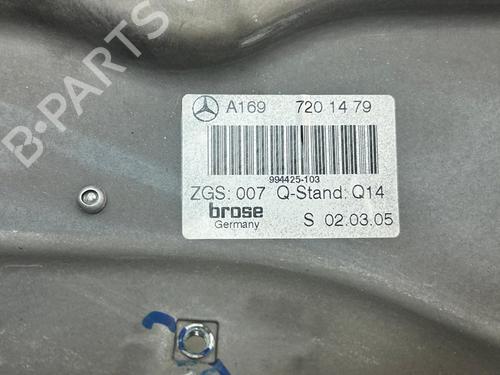 B-PARTS
A169 720 14 79
994425-103
ZGS: 007 Q-Stand: Q14
brose
Germany
S 02.03.05